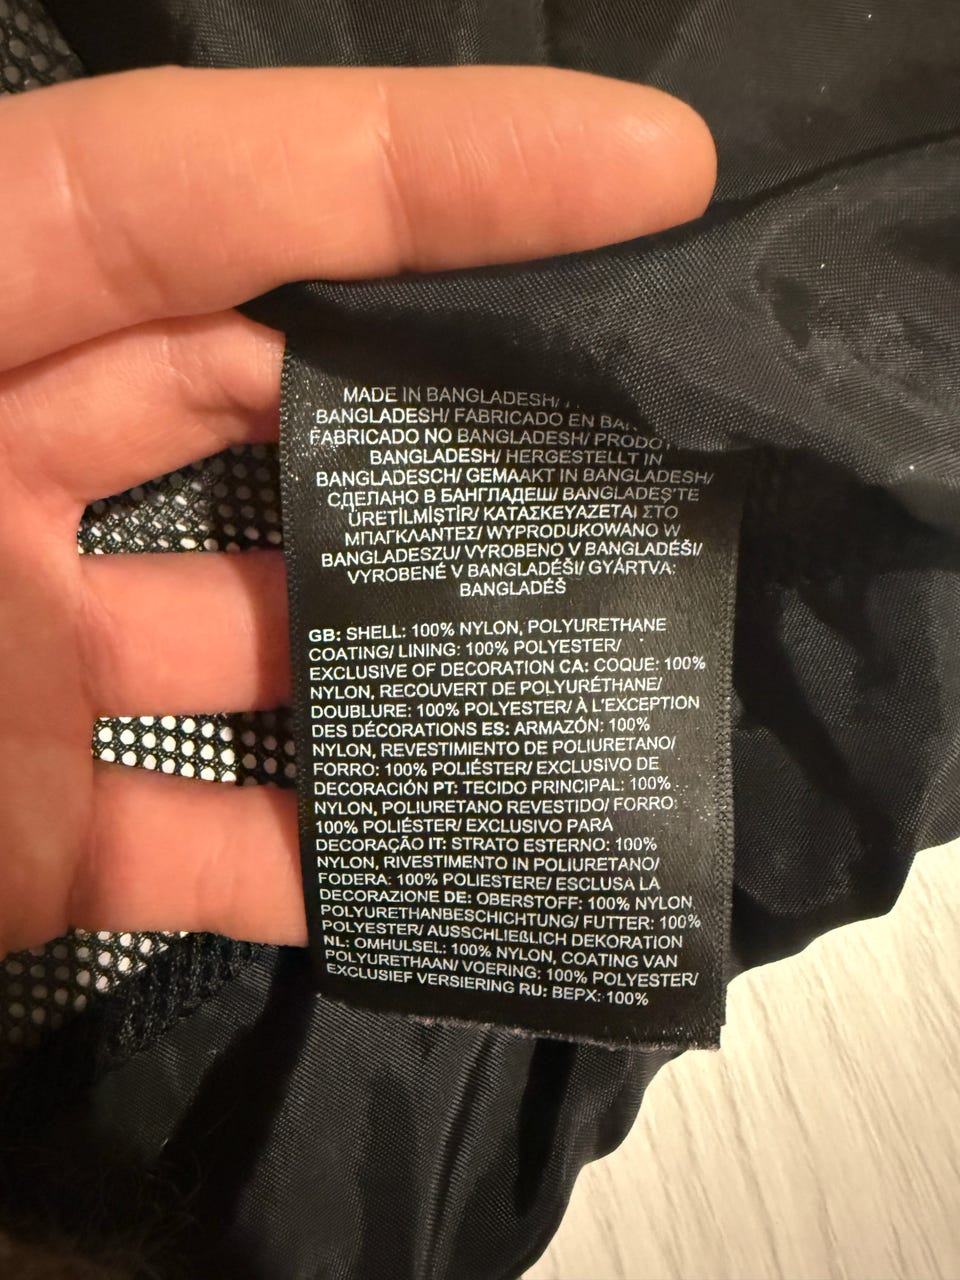 MADE IN BANGLADESH/
BANGLADESH/ FABRICADO EN
FABRICADO NO BANGLADESH/
BANGLADESH/ HERGESTELLT IN
BANGLADESCH/ GEMAAKT IN BANGLADESH/
СДЕЛАНО В БАНГЛАДЕШ/ BANGLADEŞ'TE
ÜRETİLMİŞTİR/ ΚΑΤΑΣΚΕΥΑΖΕΤΑΙ ΣΤΟ
ΜΠΑΓΚΛΑΝΤΕΣ/ WYPRODUKOWANO W
BANGLADESZU/ VYROBENO V BANGLADÉŠI/
VYROBENÉ V BANGLADÉŠI/ GYÁRTVA:
BANGLADÉŠ
GB: SHELL: 100% NYLON, POLYURETHANE
COATING/ LINING: 100% POLYESTER/
EXCLUSIVE OF DECORATION CA: COQUE: 100%
NYLON, RECOUVERT DE POLYURÉTHANE/
DOUBLURE: 100% POLYESTER/ À L'EXCEPTION
DES DÉCORATIONS ES: ARMAZÓN: 100%
NYLON, REVESTIMIENTO DE POLIURETANO/
FORRO: 100% POLIÉSTER/ EXCLUSIVO DE
DECORACIÓN PT: TECIDO PRINCIPAL: 100%
NYLON, POLIURETANO REVESTIDO/ FORRO:
100% POLIÉSTER/ EXCLUSIVO PARA
DECORAÇÃO IT: STRATO ESTERNO: 100%
NYLON, RIVESTIMENTO IN POLIURETANO/
FODERA: 100% POLIESTERE/ ESCLUSA LA
DECORAZIONE DE: OBERSTOFF: 100% NYLON,
POLYURETHANBESCHICHTUNG/ FUTTER: 100%
POLYESTER/ AUSSCHLIEßLICH DEKORATION
NL: OMHULSEL: 100% NYLON, COATING VAN
POLYURETHAAN/ VOERING: 100% POLYESTER/
EXCLUSIEF VERSIERING RU: ВЕРХ: 100%